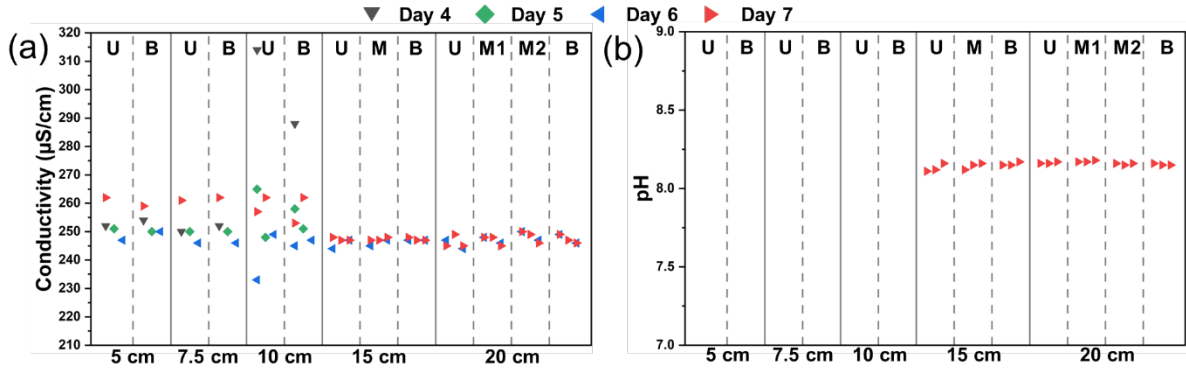 Day 4 Day 5 Day 6 Day 7
(a)
Conductivity (μS/cm)
320
310
300
290
280
270
260
250
240
230
220
210
U B U B U B U M B U M1 M2 B
5 cm 7.5 cm 10 cm 15 cm 20 cm
(b)
pH
9.0
8.5
8.0
7.5
7.0
U B U B U B U M B U M1 M2 B
5 cm 7.5 cm 10 cm 15 cm 20 cm